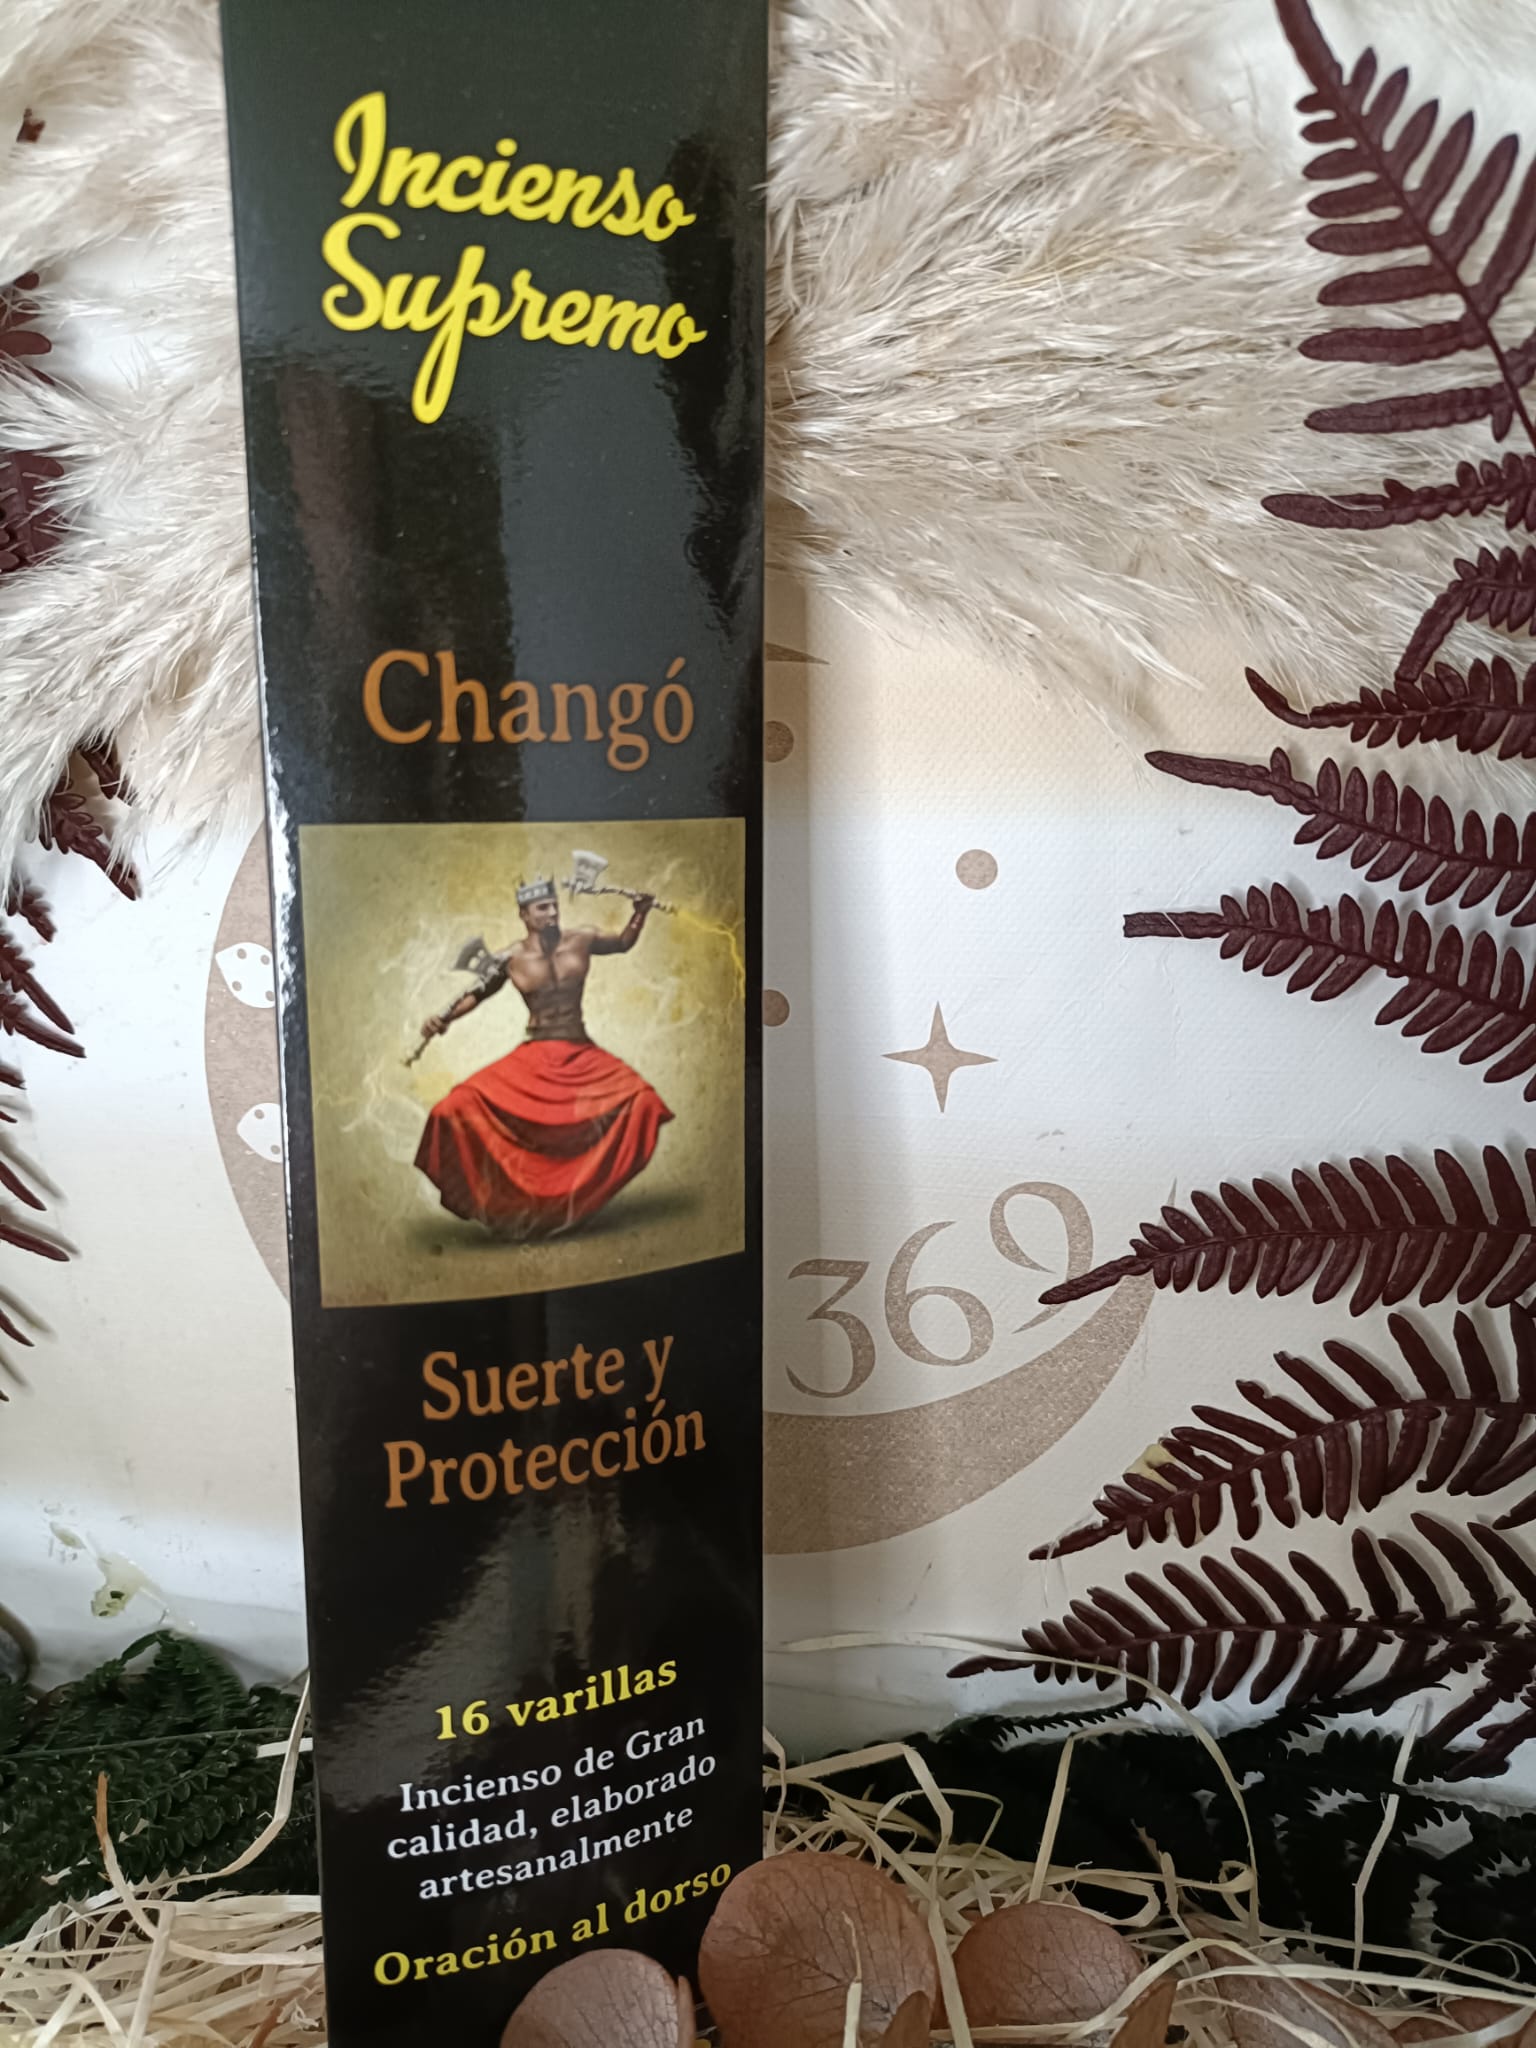 Incienso
Supremo
Changó
Suerte y
Protección
369
16 varillas
Incienso de Gran
calidad, elaborado
artesanalmente
Oración al dorso